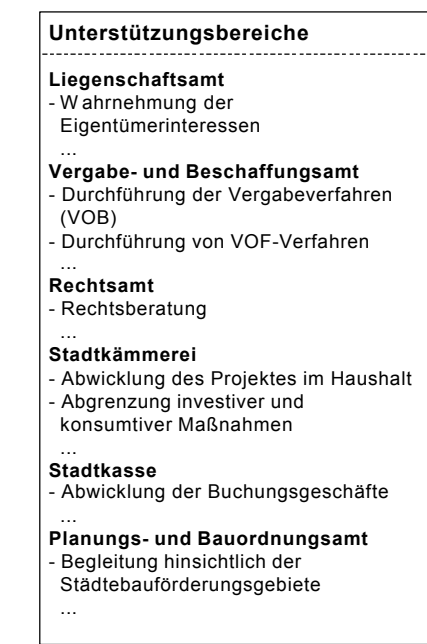 Unterstützungsbereiche
Liegenschaftsamt
- Wahrnehmung der
Eigentümerinteressen
...
Vergabe- und Beschaffungsamt
- Durchführung der Vergabeverfahren
(VOB)
- Durchführung von VOF-Verfahren
...
Rechtsamt
- Rechtsberatung
...
Stadtkämmerei
- Abwicklung des Projektes im Haushalt
- Abgrenzung investiver und
konsumtiver Maßnahmen
...
Stadtkasse
- Abwicklung der Buchungsgeschäfte
...
Planungs- und Bauordnungsamt
- Begleitung hinsichtlich der
Städtebauförderungsgebiete
...